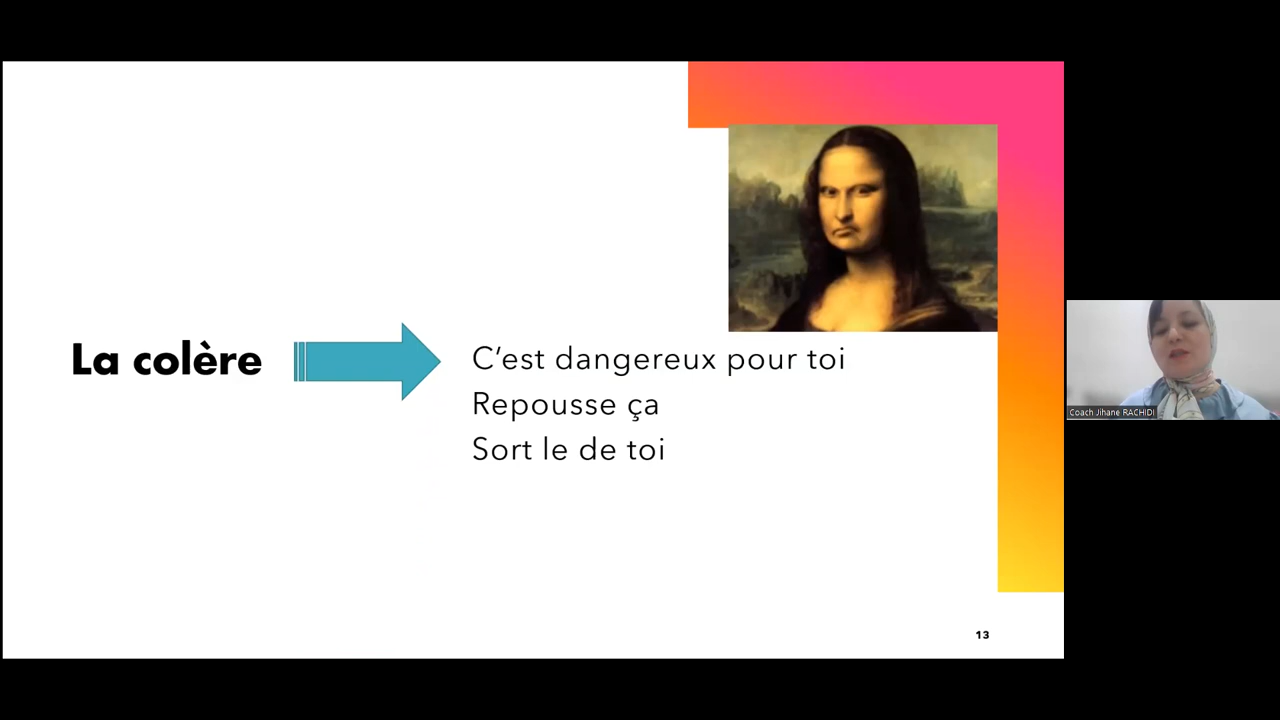 La colère
C’est dangereux pour toi
Repousse ça
Sort le de toi
Coach Jihane RACHIDI
13